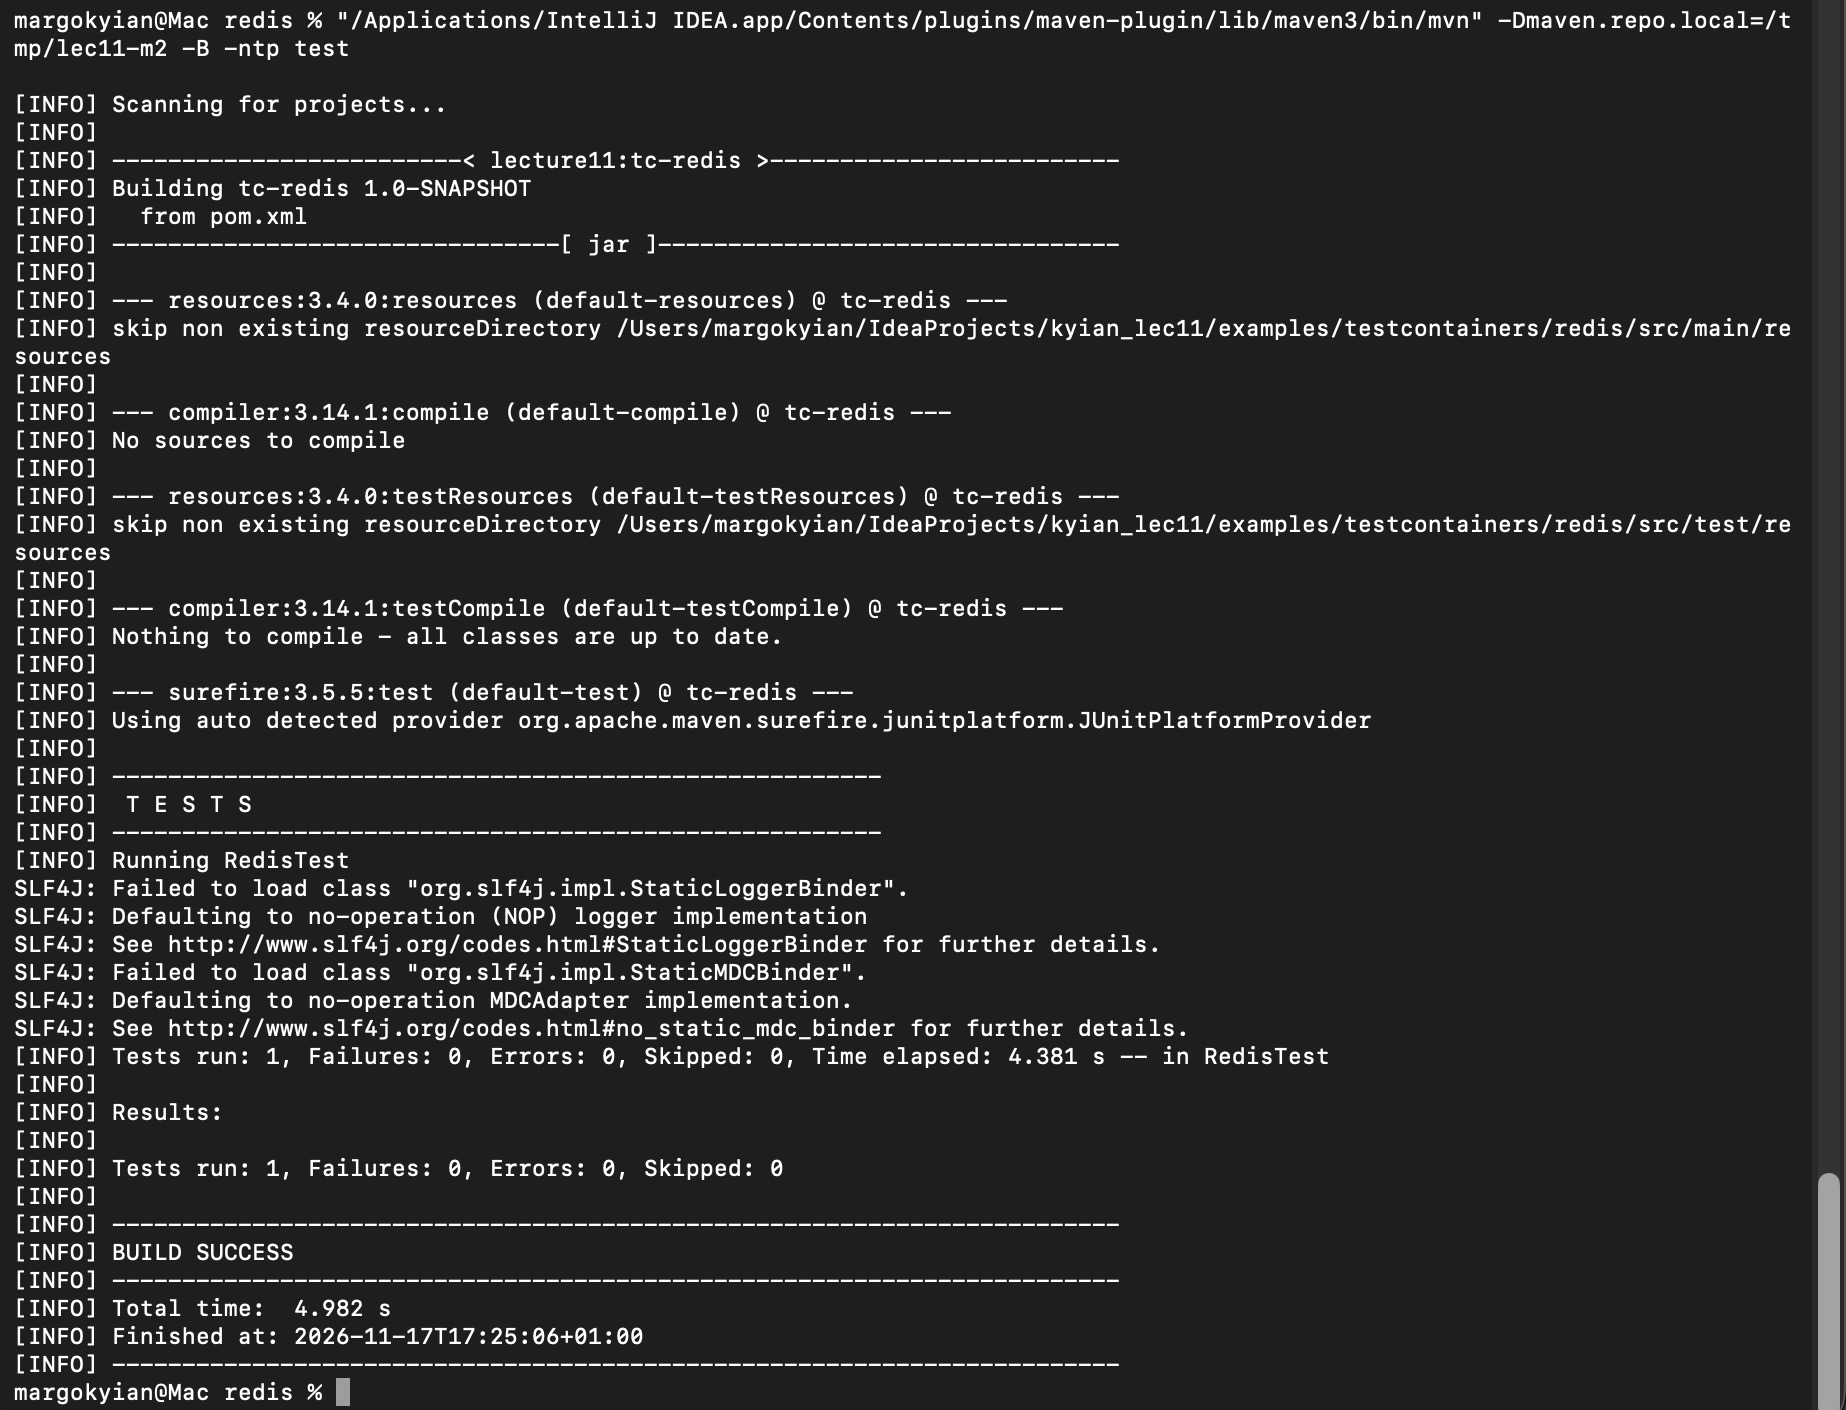 margokyian@Mac redis % "/Applications/IntelliJ IDEA.app/Contents/plugins/maven-plugin/lib/maven3/bin/mvn" -Dmaven.repo.local=/t
mp/lec11-m2 -B -ntp test
[INFO] Scanning for projects...
[INFO]
[INFO] -------------------------< lecture11:tc-redis >-------------------------
[INFO] Building tc-redis 1.0-SNAPSHOT
[INFO]   from pom.xml
[INFO] --------------------------------[ jar ]---------------------------------
[INFO]
[INFO] --- resources:3.4.0:resources (default-resources) @ tc-redis ---
[INFO] skip non existing resourceDirectory /Users/margokyian/IdeaProjects/kyian_lec11/examples/testcontainers/redis/src/main/re
sources
[INFO]
[INFO] --- compiler:3.14.1:compile (default-compile) @ tc-redis ---
[INFO] No sources to compile
[INFO]
[INFO] --- resources:3.4.0:testResources (default-testResources) @ tc-redis ---
[INFO] skip non existing resourceDirectory /Users/margokyian/IdeaProjects/kyian_lec11/examples/testcontainers/redis/src/test/re
sources
[INFO]
[INFO] --- compiler:3.14.1:testCompile (default-testCompile) @ tc-redis ---
[INFO] Nothing to compile - all classes are up to date.
[INFO]
[INFO] --- surefire:3.5.5:test (default-test) @ tc-redis ---
[INFO] Using auto detected provider org.apache.maven.surefire.junitplatform.JUnitPlatformProvider
[INFO]
[INFO] -------------------------------------------------------
[INFO]  T E S T S
[INFO] -------------------------------------------------------
[INFO] Running RedisTest
SLF4J: Failed to load class "org.slf4j.impl.StaticLoggerBinder".
SLF4J: Defaulting to no-operation (NOP) logger implementation
SLF4J: See http://www.slf4j.org/codes.html#StaticLoggerBinder for further details.
SLF4J: Failed to load class "org.slf4j.impl.StaticMDCBinder".
SLF4J: Defaulting to no-operation MDCAdapter implementation.
SLF4J: See http://www.slf4j.org/codes.html#no_static_mdc_binder for further details.
[INFO] Tests run: 1, Failures: 0, Errors: 0, Skipped: 0, Time elapsed: 4.381 s -- in RedisTest
[INFO]
[INFO] Results:
[INFO]
[INFO] Tests run: 1, Failures: 0, Errors: 0, Skipped: 0
[INFO]
[INFO] ------------------------------------------------------------------------
[INFO] BUILD SUCCESS
[INFO] ------------------------------------------------------------------------
[INFO] Total time:  4.982 s
[INFO] Finished at: 2026-11-17T17:25:06+01:00
[INFO] ------------------------------------------------------------------------
margokyian@Mac redis %